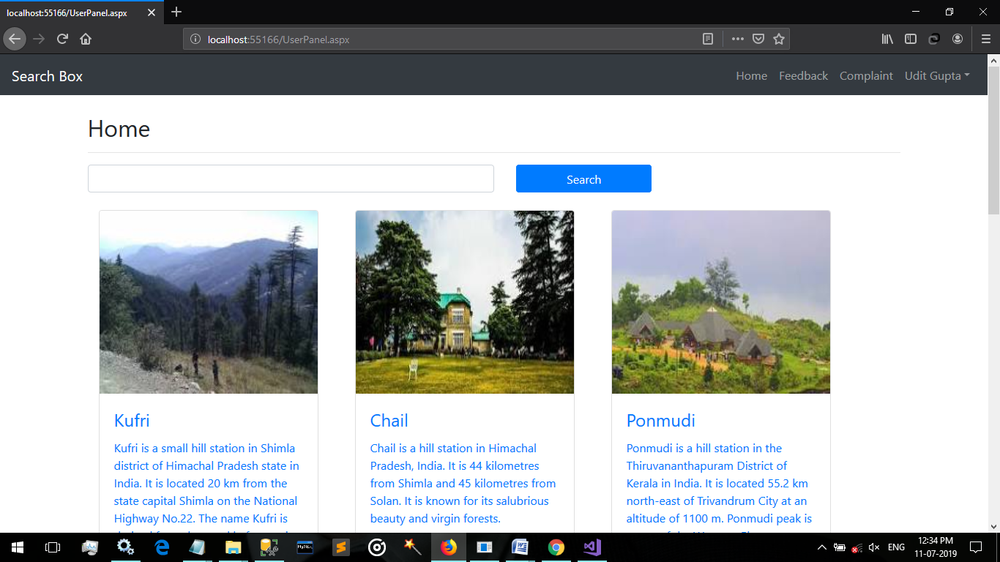 localhost:55166/UserPanel.aspx
localhost:55166/UserPanel.aspx
Search Box
Home
Feedback
Complaint
Udit Gupta
Home
Search
Kufri
Kufri is a small hill station in Shimla
district of Himachal Pradesh state in
India. It is located 20 km from the
state capital Shimla on the National
Highway No.22. The name Kufri is
Chail
Chail is a hill station in Himachal
Pradesh, India. It is 44 kilometres
from Shimla and 45 kilometres from
Solan. It is known for its salubrious
beauty and virgin forests.
Ponmudi
Ponmudi is a hill station in the
Thiruvananthapuram District of
Kerala in India. It is located 55.2 km
north-east of Trivandrum City at an
altitude of 1100 m. Ponmudi peak is
MySQL
ENG
12:34 PM
11-07-2019